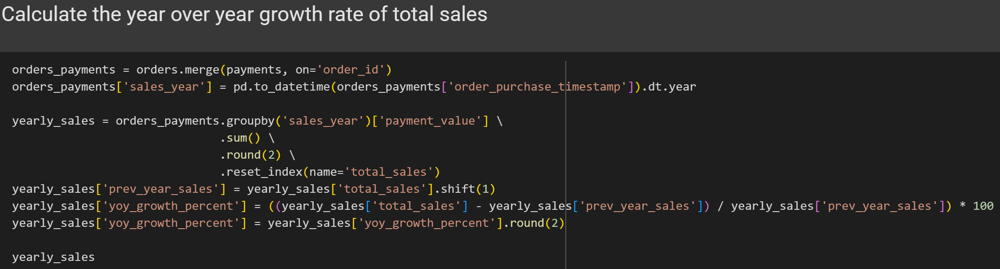 Calculate the year over year growth rate of total sales
orders_payments = orders.merge(payments, on='order_id')
orders_payments['sales_year'] = pd.to_datetime(orders_payments['order_purchase_timestamp']).dt.year
yearly_sales = orders_payments.groupby('sales_year')['payment_value'] \
.sum() \
.round(2) \
.reset_index(name='total_sales')
yearly_sales['prev_year_sales'] = yearly_sales['total_sales'].shift(1)
yearly_sales['yoy_growth_percent'] = ((yearly_sales['total_sales'] - yearly_sales['prev_year_sales']) / yearly_sales['prev_year_sales']) * 100
yearly_sales['yoy_growth_percent'] = yearly_sales['yoy_growth_percent'].round(2)
yearly_sales